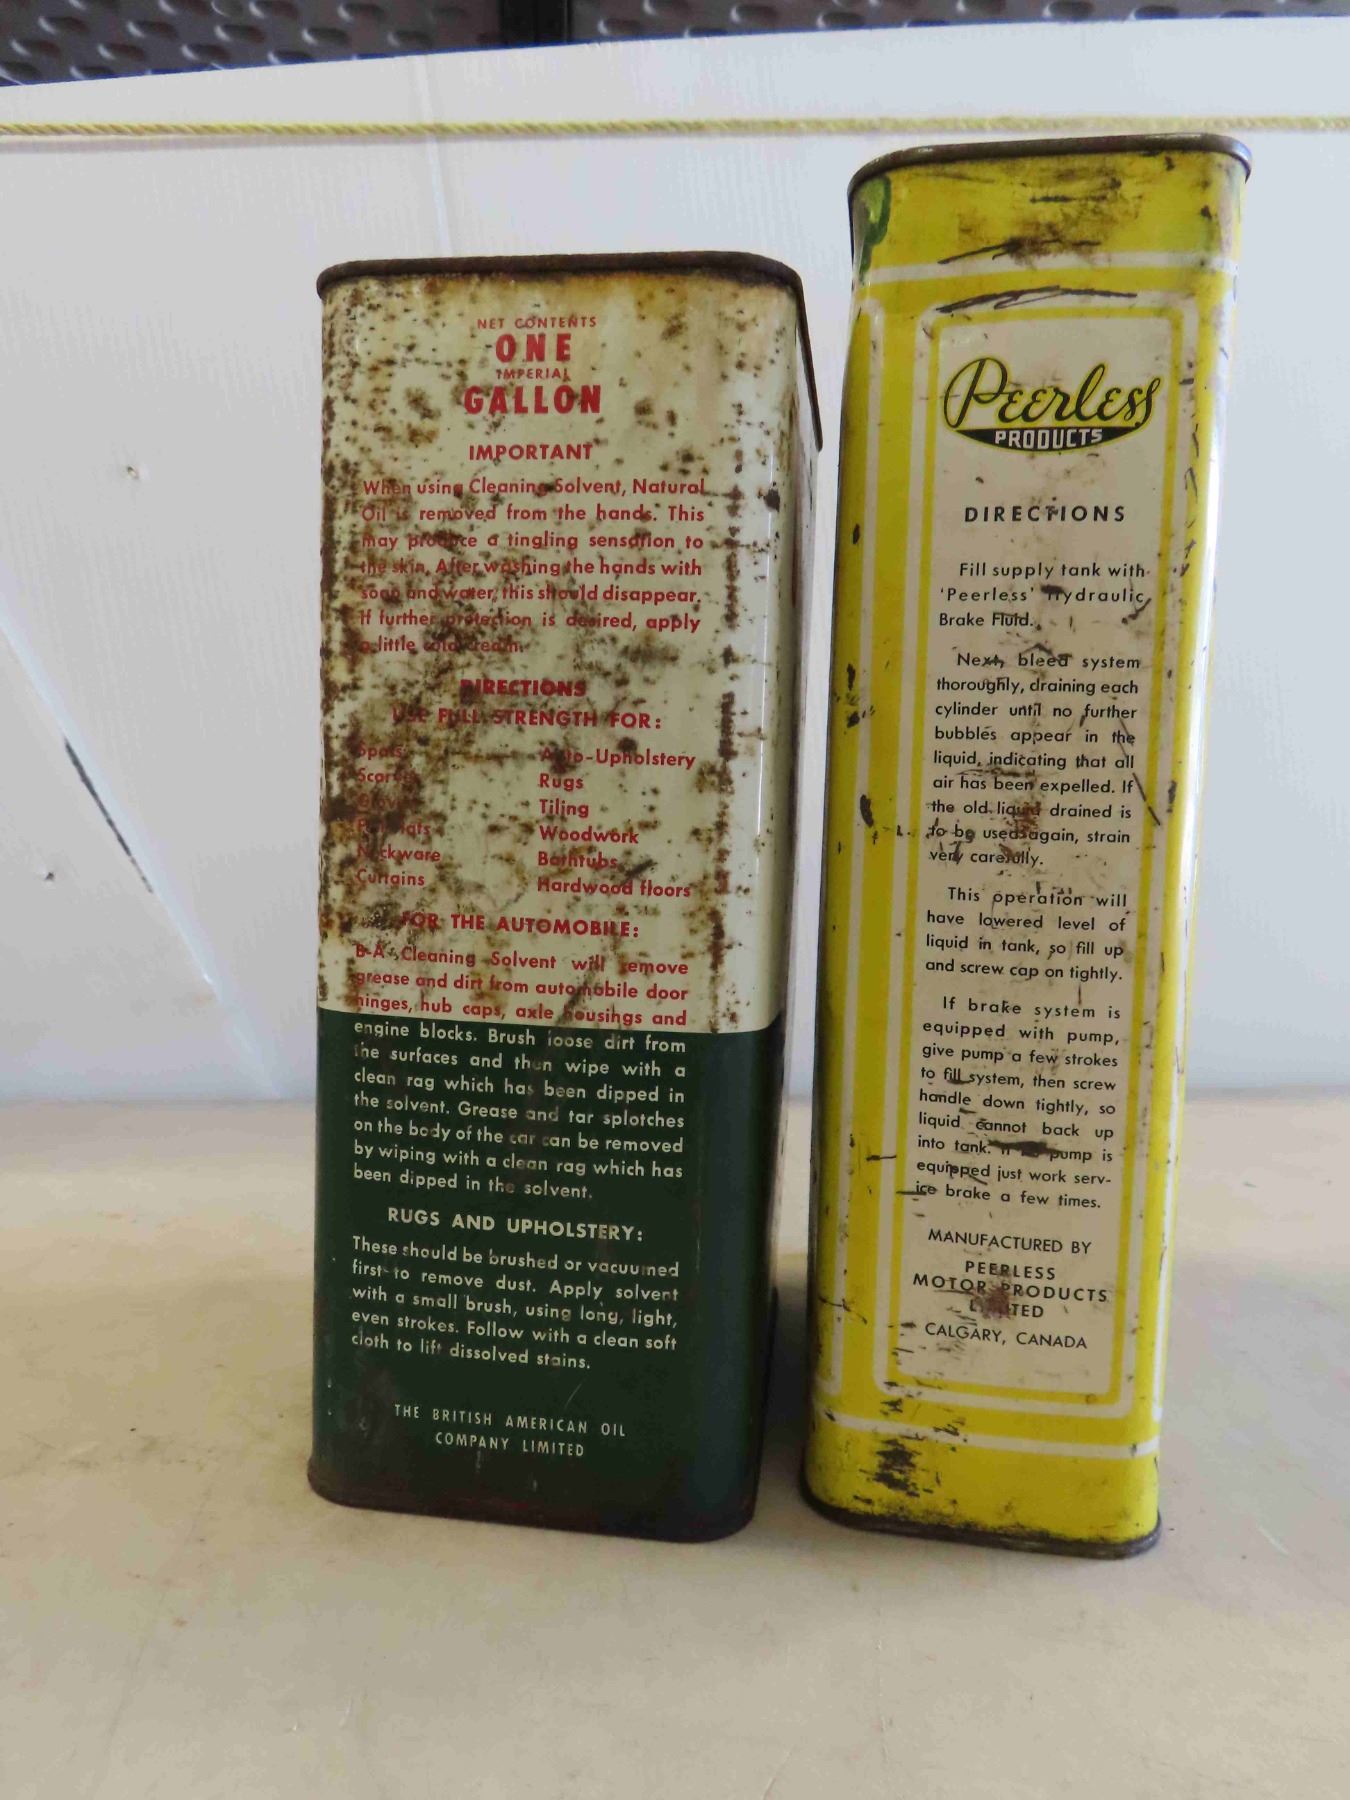 NET CONTENTS
ONE
IMPERIAL
GALLON
IMPORTANT
When using Cleaning Solvent, Natural
Oil is removed from the hands. This
may produce a tingling sensation to
the skin. After washing the hands with
soap and water, this should disappear.
If further protection is desired, apply
a little cold cream.
DIRECTIONS
USE FULL STRENGTH FOR:
Spats
Scarves
Gloves
Felt Hats
Neckware
Curtains
Auto-Upholstery
Rugs
Tiling
Woodwork
Bathtubs
Hardwood floors
FOR THE AUTOMOBILE:
B-A Cleaning Solvent will remove
grease and dirt from automobile door
hinges, hub caps, axle housings and
engine blocks. Brush loose dirt from
the surfaces and then wipe with a
clean rag which has been dipped in
the solvent. Grease and tar splotches
on the body of the car can be removed
by wiping with a clean rag which has
been dipped in the solvent.
RUGS AND UPHOLSTERY:
These should be brushed or vacuumed
first to remove dust. Apply solvent
with a small brush, using long, light,
even strokes. Follow with a clean soft
cloth to lift dissolved stains.
THE BRITISH AMERICAN OIL
COMPANY LIMITED
Peerless
PRODUCTS
DIRECTIONS
Fill supply tank with
'Peerless' Hydraulic
Brake Fluid.
Next, bleed system
thoroughly, draining each
cylinder until no further
bubbles appear in the
liquid, indicating that all
air has been expelled. If
the old liquid drained is
to be used again, strain
very carefully.
This operation will
have lowered level of
liquid in tank, so fill up
and screw cap on tightly.
If brake system is
equipped with pump,
give pump a few strokes
to fill system, then screw
handle down tightly, so
liquid cannot back up
into tank. If no pump is
equipped just work serv-
ice brake a few times.
MANUFACTURED BY
PEERLESS
MOTOR PRODUCTS
LIMITED
CALGARY, CANADA